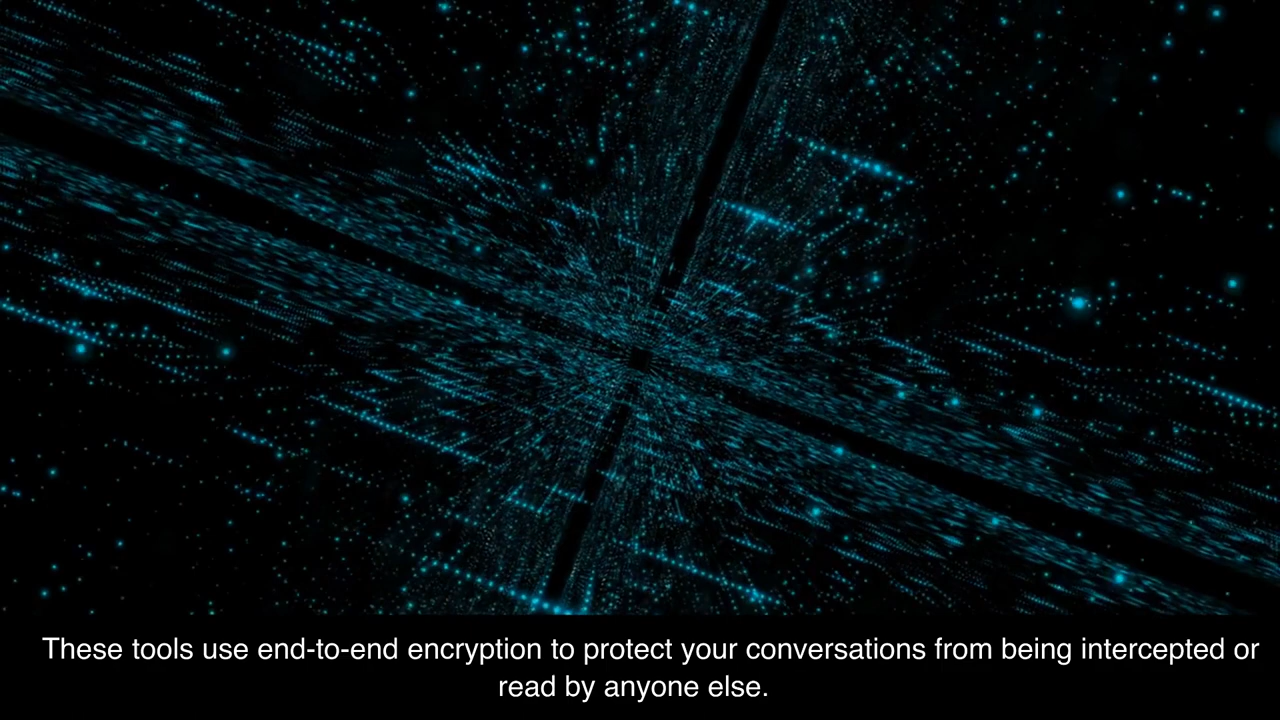 These tools use end-to-end encryption to protect your conversations from being intercepted or
read by anyone else.